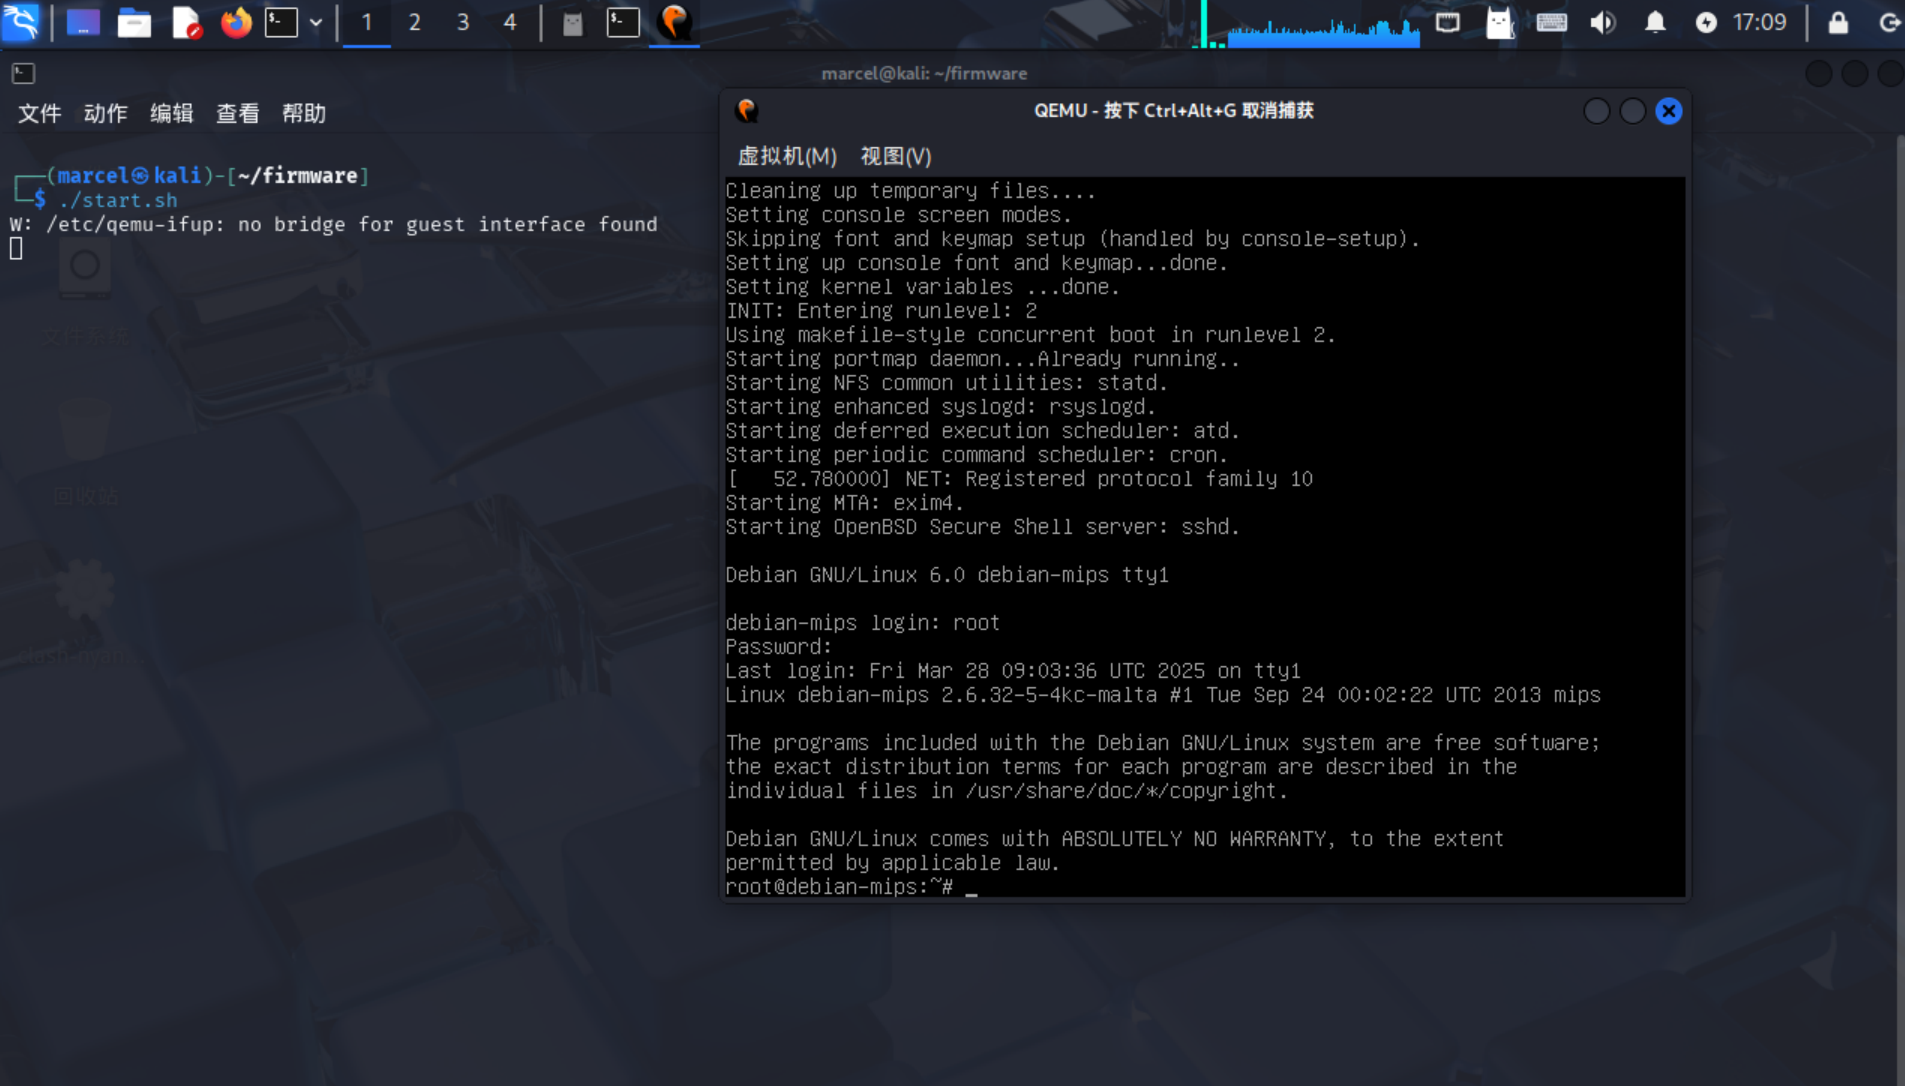 1 2 3 4
17:09
marcel@kali: ~/firmware
文件 动作 编辑 查看 帮助
┌──(marcel㉿kali)-[~/firmware]
└─$ ./start.sh
W: /etc/qemu-ifup: no bridge for guest interface found
文件系统
回收站
clash-nyan...
QEMU - 按下 Ctrl+Alt+G 取消捕获
虚拟机(M) 视图(V)
Cleaning up temporary files....
Setting console screen modes.
Skipping font and keymap setup (handled by console-setup).
Setting up console font and keymap...done.
Setting kernel variables ...done.
INIT: Entering runlevel: 2
Using makefile-style concurrent boot in runlevel 2.
Starting portmap daemon...Already running..
Starting NFS common utilities: statd.
Starting enhanced syslogd: rsyslogd.
Starting deferred execution scheduler: atd.
Starting periodic command scheduler: cron.
[   52.780000] NET: Registered protocol family 10
Starting MTA: exim4.
Starting OpenBSD Secure Shell server: sshd.
Debian GNU/Linux 6.0 debian-mips tty1
debian-mips login: root
Password:
Last login: Fri Mar 28 09:03:36 UTC 2025 on tty1
Linux debian-mips 2.6.32-5-4kc-malta #1 Tue Sep 24 00:02:22 UTC 2013 mips
The programs included with the Debian GNU/Linux system are free software;
the exact distribution terms for each program are described in the
individual files in /usr/share/doc/*/copyright.
Debian GNU/Linux comes with ABSOLUTELY NO WARRANTY, to the extent
permitted by applicable law.
root@debian-mips:~# _